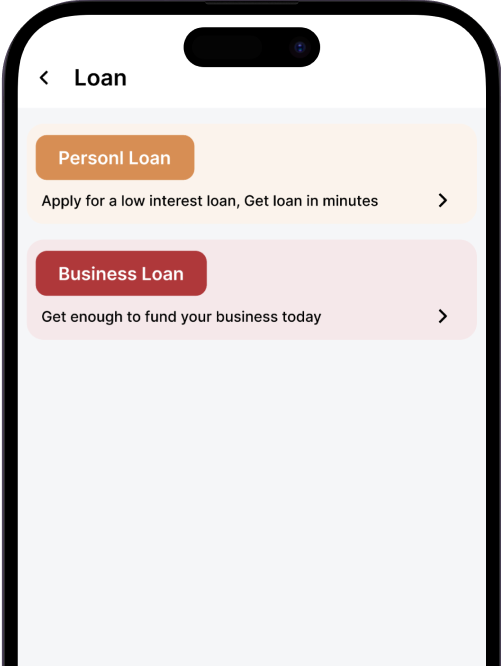 Loan
Personl Loan
Apply for a low interest loan, Get loan in minutes
Business Loan
Get enough to fund your business today